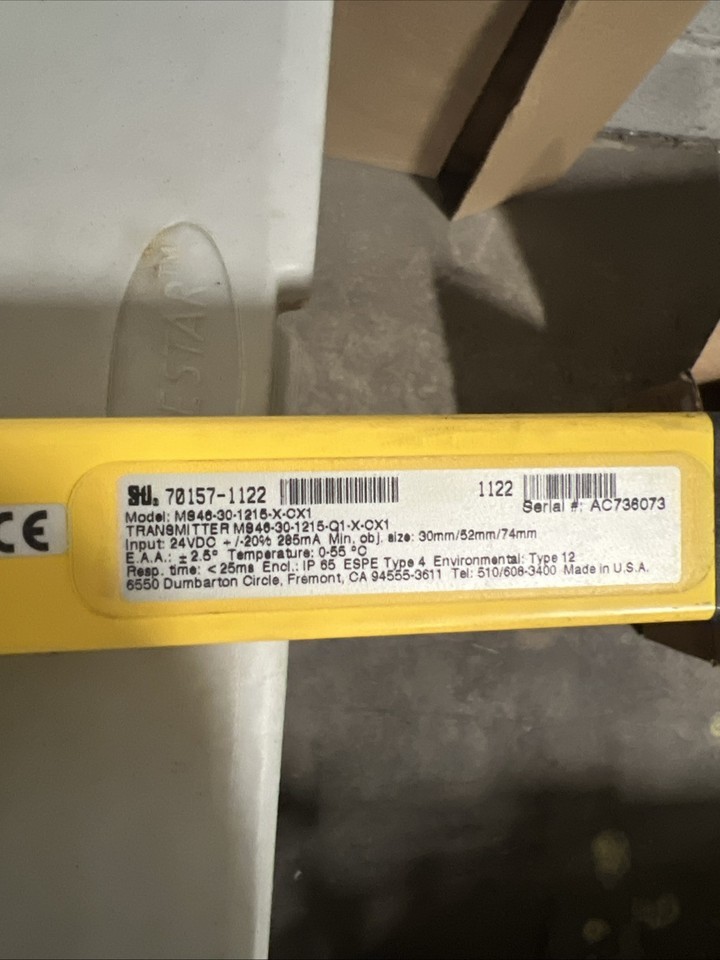 ESTAR™
CE
STI® 70157-1122
1122
Serial #: AC736073
Model: MS46-30-1215-X-CX1
TRANSMITTER MS46-30-1215-Q1-X-CX1
Input: 24VDC +/-20% 285mA Min. obj. size: 30mm/52mm/74mm
E.A.A.: ±2.5° Temperature: 0-55 °C
Resp. time: <25ms Encl.: IP 65 ESPE Type 4 Environmental: Type 12
6550 Dumbarton Circle, Fremont, CA 94555-3611 Tel: 510/608-3400 Made in U.S.A.